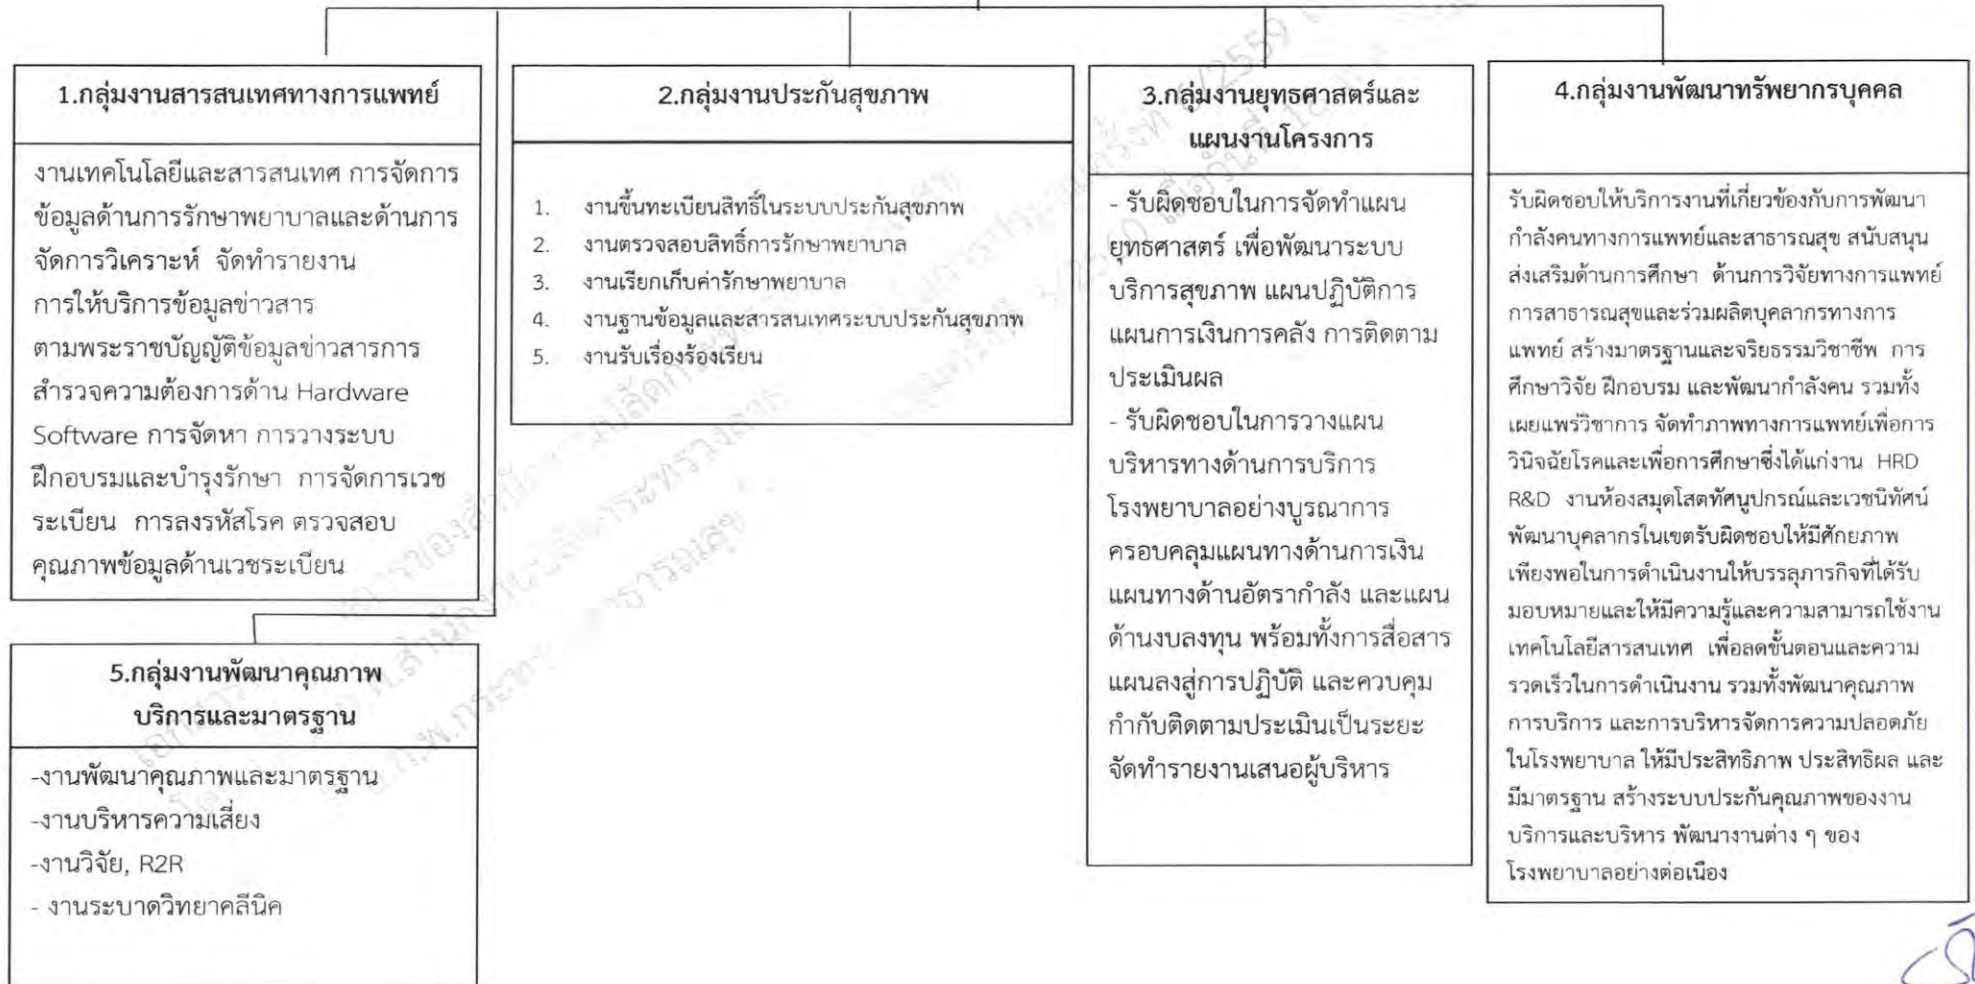 1.กลุ่มงานสารสนเทศทางการแพทย์
งานเทคโนโลยีและสารสนเทศ การจัดการ
ข้อมูลด้านการรักษาพยาบาลและด้านการ
จัดการวิเคราะห์ จัดทำรายงาน
การให้บริการข้อมูลข่าวสาร
ตามพระราชบัญญัติข้อมูลข่าวสารการ
สำรวจความต้องการด้าน Hardware
Software การจัดหา การวางระบบ
ฝึกอบรมและบำรุงรักษา การจัดการเวช
ระเบียน การลงรหัสโรค ตรวจสอบ
คุณภาพข้อมูลด้านเวชระเบียน
2.กลุ่มงานประกันสุขภาพ
1. งานขึ้นทะเบียนสิทธิ์ในระบบประกันสุขภาพ
2. งานตรวจสอบสิทธิ์การรักษาพยาบาล
3. งานเรียกเก็บค่ารักษาพยาบาล
4. งานฐานข้อมูลและสารสนเทศระบบประกันสุขภาพ
5. งานรับเรื่องร้องเรียน
3.กลุ่มงานยุทธศาสตร์และ
แผนงานโครงการ
- รับผิดชอบในการจัดทำแผน
ยุทธศาสตร์ เพื่อพัฒนาระบบ
บริการสุขภาพ แผนปฏิบัติการ
แผนการเงินการคลัง การติดตาม
ประเมินผล
- รับผิดชอบในการวางแผน
บริหารทางด้านการบริการ
โรงพยาบาลอย่างบูรณาการ
ครอบคลุมแผนทางด้านการเงิน
แผนทางด้านอัตรากำลัง และแผน
ด้านงบลงทุน พร้อมทั้งการสื่อสาร
แผนลงสู่การปฏิบัติ และควบคุม
กำกับติดตามประเมินเป็นระยะ
จัดทำรายงานเสนอผู้บริหาร
4.กลุ่มงานพัฒนาทรัพยากรบุคคล
รับผิดชอบให้บริการงานที่เกี่ยวข้องกับการพัฒนา
กำลังคนทางการแพทย์และสาธารณสุข สนับสนุน
ส่งเสริมด้านการศึกษา ด้านการวิจัยทางการแพทย์
การสาธารณสุขและร่วมผลิตบุคลากรทางการ
แพทย์ สร้างมาตรฐานและจริยธรรมวิชาชีพ การ
ศึกษาวิจัย ฝึกอบรม และพัฒนากำลังคน รวมทั้ง
เผยแพร่วิชาการ จัดทำภาพทางการแพทย์เพื่อการ
วินิจฉัยโรคและเพื่อการศึกษาซึ่งได้แก่งาน HRD
R&D งานห้องสมุดโสตทัศนูปกรณ์และเวชนิทัศน์
พัฒนาบุคลากรในเขตรับผิดชอบให้มีศักยภาพ
เพียงพอในการดำเนินงานให้บรรลุภารกิจที่ได้รับ
มอบหมายและให้มีความรู้และความสามารถใช้งาน
เทคโนโลยีสารสนเทศ เพื่อลดขั้นตอนและความ
รวดเร็วในการดำเนินงาน รวมทั้งพัฒนาคุณภาพ
การบริการ และการบริหารจัดการความปลอดภัย
ในโรงพยาบาล ให้มีประสิทธิภาพ ประสิทธิผล และ
มีมาตรฐาน สร้างระบบประกันคุณภาพของงาน
บริการและบริหาร พัฒนางานต่าง ๆ ของ
โรงพยาบาลอย่างต่อเนื่อง
5.กลุ่มงานพัฒนาคุณภาพ
บริการและมาตรฐาน
-งานพัฒนาคุณภาพและมาตรฐาน
-งานบริหารความเสี่ยง
-งานวิจัย, R2R
- งานระบาดวิทยาคลีนิค